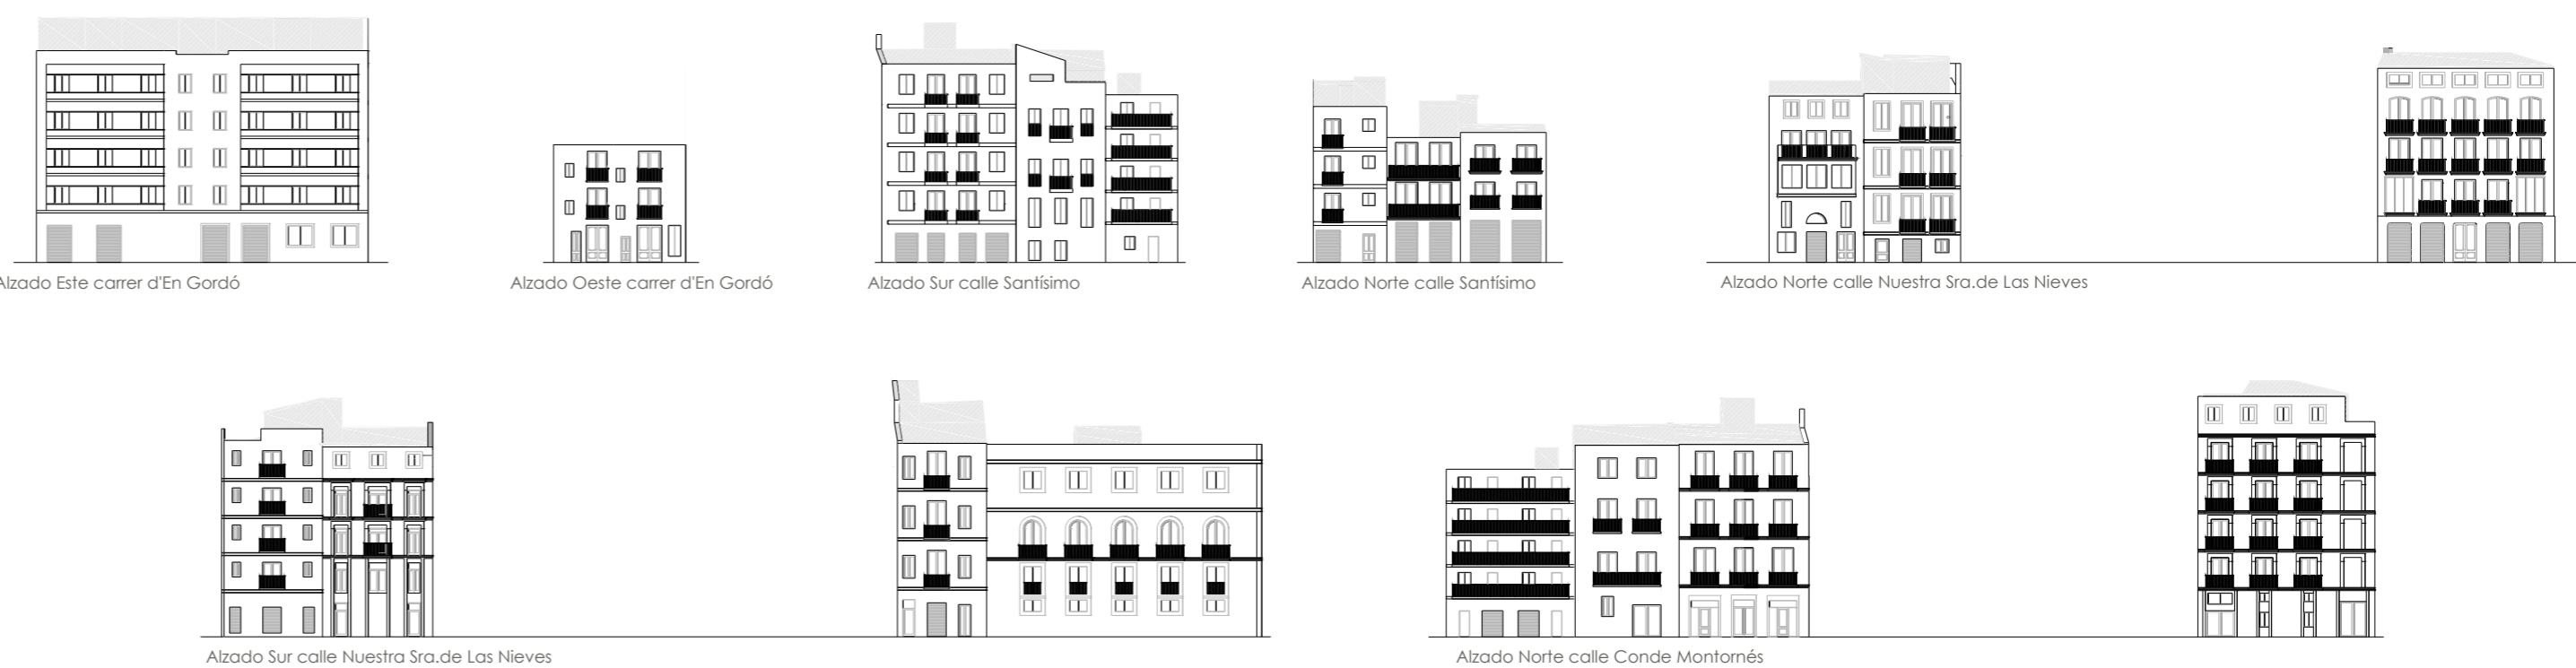 Alzado Este carrer d'En Gordó
Alzado Oeste carrer d'En Gordó
Alzado Sur calle Santísimo
Alzado Norte calle Santísimo
Alzado Norte calle Nuestra Sra.de Las Nieves
Alzado Sur calle Nuestra Sra.de Las Nieves
Alzado Norte calle Conde Montornés